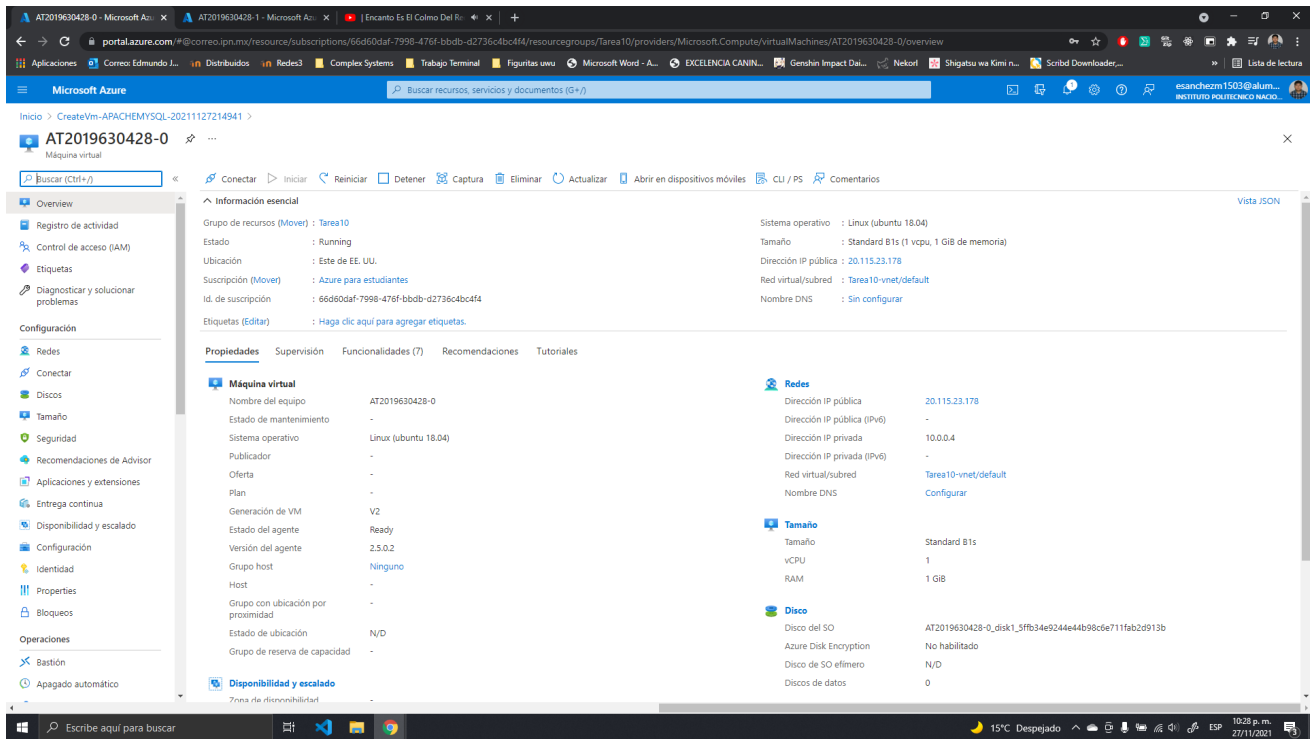 AT2019630428-0 - Microsoft Azu
AT2019630428-1 - Microsoft Azu
| Encanto Es El Colmo Del Re
portal.azure.com/#@correo.ipn.mx/resource/subscriptions/66d60daf-7998-476f-bbdb-d2736c4bc4f4/resourcegroups/Tarea10/providers/Microsoft.Compute/virtualMachines/AT2019630428-0/overview
Aplicaciones Correo: Edmundo J... Distribuidos Redes3 Complex Systems Trabajo Terminal Figuritas uwu Microsoft Word - A... EXCELENCIA CANIN... Genshin Impact Dai... Nekorl Shigatsu wa Kimi n... Scribd Downloader,... » Lista de lectura
Microsoft Azure
Buscar recursos, servicios y documentos (G+/)
1
esanchezm1503@alum...
INSTITUTO POLITECNICO NACIO...
Inicio > CreateVm-APACHEMYSQL-20211127214941 >
AT2019630428-0
Máquina virtual
Buscar (Ctrl+/)
«
Conectar Iniciar Reiniciar Detener Captura Eliminar Actualizar Abrir en dispositivos móviles CLI / PS Comentarios
Overview
Registro de actividad
Control de acceso (IAM)
Etiquetas
Diagnosticar y solucionar
problemas
Configuración
Redes
Conectar
Discos
Tamaño
Seguridad
Recomendaciones de Advisor
Aplicaciones y extensiones
Entrega continua
Disponibilidad y escalado
Configuración
Identidad
Properties
Bloqueos
Operaciones
Bastión
Apagado automático
Información esencial
Vista JSON
Grupo de recursos (Mover) : Tarea10
Estado : Running
Ubicación : Este de EE. UU.
Suscripción (Mover) : Azure para estudiantes
Id. de suscripción : 66d60daf-7998-476f-bbdb-d2736c4bc4f4
Etiquetas (Editar) : Haga clic aquí para agregar etiquetas.
Sistema operativo : Linux (ubuntu 18.04)
Tamaño : Standard B1s (1 vcpu, 1 GiB de memoria)
Dirección IP pública : 20.115.23.178
Red virtual/subred : Tarea10-vnet/default
Nombre DNS : Sin configurar
Propiedades Supervisión Funcionalidades (7) Recomendaciones Tutoriales
Máquina virtual
Nombre del equipo AT2019630428-0
Estado de mantenimiento -
Sistema operativo Linux (ubuntu 18.04)
Publicador -
Oferta -
Plan -
Generación de VM V2
Estado del agente Ready
Versión del agente 2.5.0.2
Grupo host Ninguno
Host -
Grupo con ubicación por -
proximidad
Estado de ubicación N/D
Grupo de reserva de capacidad -
Disponibilidad y escalado
Zona de disponibilidad -
Redes
Dirección IP pública 20.115.23.178
Dirección IP pública (IPv6) -
Dirección IP privada 10.0.0.4
Dirección IP privada (IPv6) -
Red virtual/subred Tarea10-vnet/default
Nombre DNS Configurar
Tamaño
Tamaño Standard B1s
vCPU 1
RAM 1 GiB
Disco
Disco del SO AT2019630428-0_disk1_5ffb34e9244e44b98c6e711fab2d913b
Azure Disk Encryption No habilitado
Disco de SO efímero N/D
Discos de datos 0
Escribe aquí para buscar
15°C Despejado
ESP
10:28 p. m.
27/11/2021
3